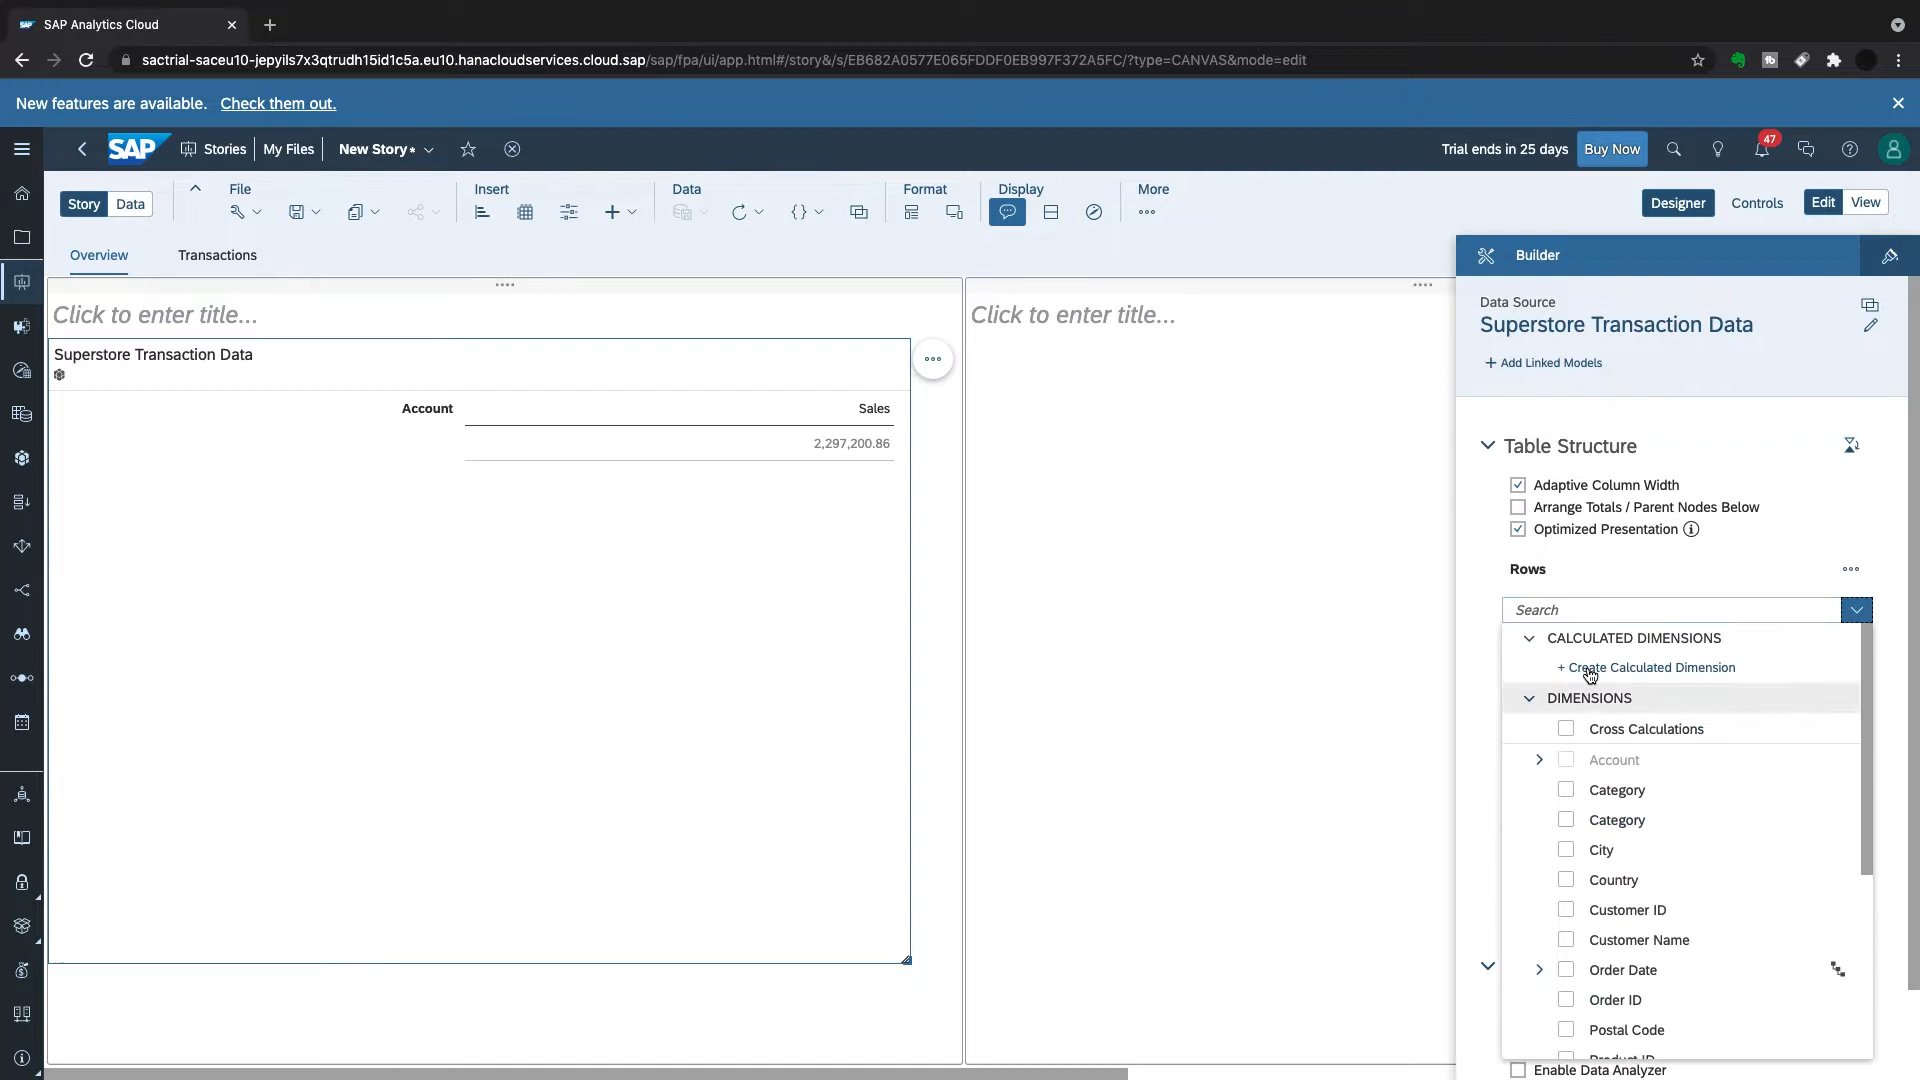 SAP Analytics Cloud
sactrial-saceu10-jepyils7x3qtrudh15id1c5a.eu10.hanacloudservices.cloud.sap/sap/fpa/ui/app.html#/story&/s/EB682A0577E065FDDF0EB997F372A5FC/?type=CANVAS&mode=edit
New features are available. Check them out.
SAP Stories My Files New Story* Trial ends in 25 days Buy Now 47
Story Data File Insert Data Format Display More Designer Controls Edit View
Overview Transactions
Builder
Click to enter title...
Click to enter title...
Superstore Transaction Data
Account Sales
2,297,200.86
Data Source
Superstore Transaction Data
+ Add Linked Models
Table Structure
Adaptive Column Width
Arrange Totals / Parent Nodes Below
Optimized Presentation
Rows
Search
CALCULATED DIMENSIONS
+ Create Calculated Dimension
DIMENSIONS
Cross Calculations
Account
Category
Category
City
Country
Customer ID
Customer Name
Order Date
Order ID
Postal Code
Product ID
Enable Data Analyzer